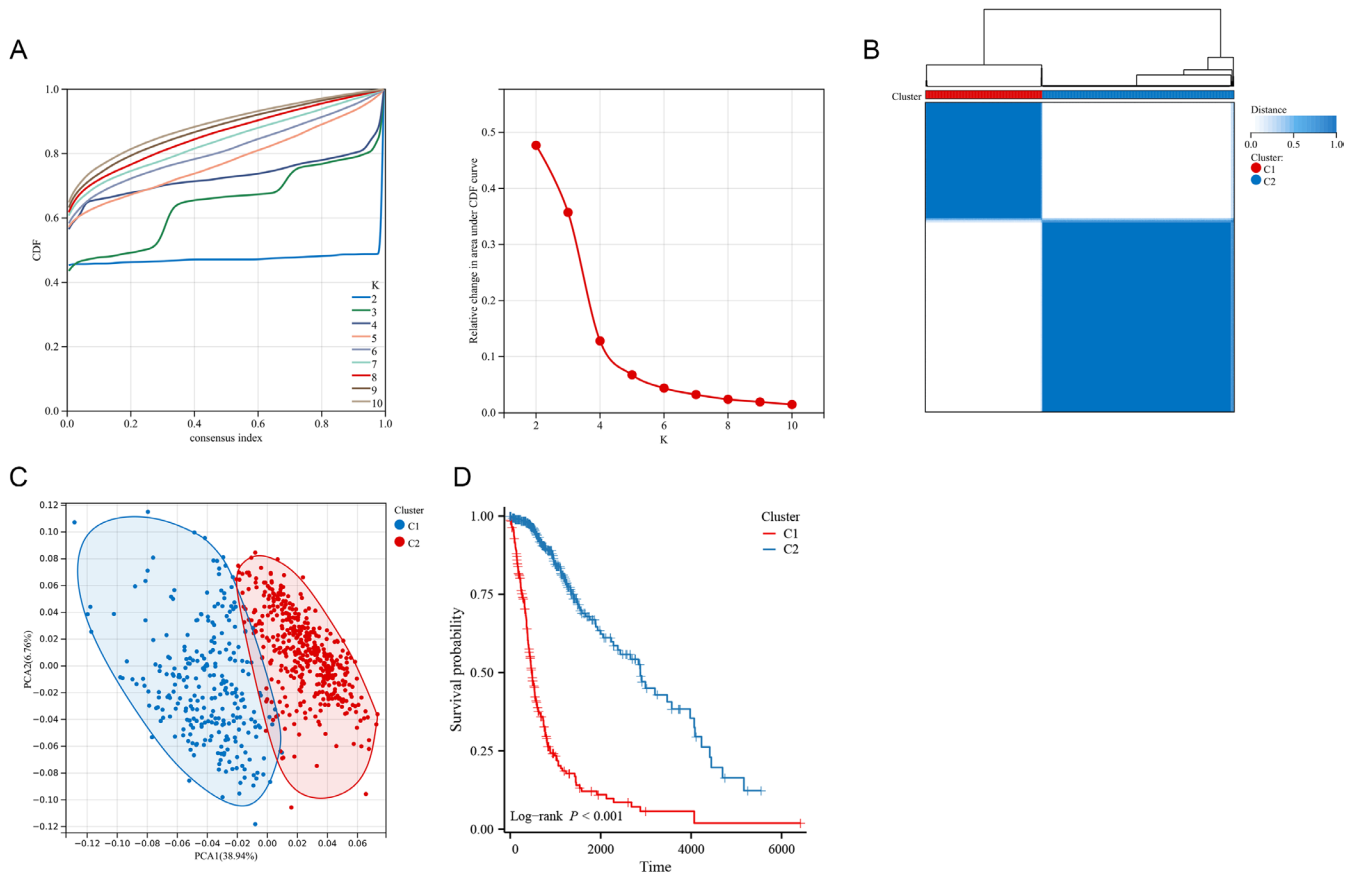 A
1.0
0.8
0.6
0.4
0.2
0.0
CDF
0.0
0.2
0.4
0.6
0.8
1.0
consensus index
K
2
3
4
5
6
7
8
9
10
0.5
0.4
0.3
0.2
0.1
0.0
Relative change in area under CDF curve
2
4
6
8
10
K
B
Cluster
Distance
0.0
0.5
1.0
Cluster:
C1
C2
C
0.12
0.10
0.08
0.06
0.04
0.02
0.00
−0.02
−0.04
−0.06
−0.08
−0.10
−0.12
PCA2(6.76%)
−0.12
−0.10
−0.08
−0.06
−0.04
−0.02
0.00
0.02
0.04
0.06
PCA1(38.94%)
Cluster
C1
C2
D
1.00
0.75
0.50
0.25
0.00
Survival probability
Cluster
C1
C2
Log−rank P < 0.001
0
2000
4000
6000
Time